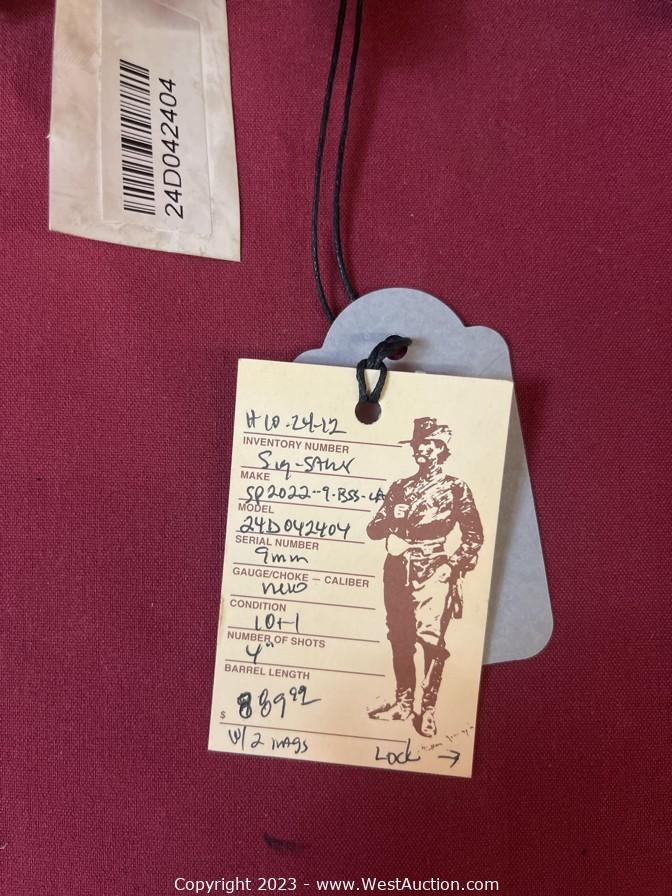 24D042404
H10-24-12
INVENTORY NUMBER
Sig-SAUER
MAKE
SP2022--9-BSS-CA
MODEL
24D042404
SERIAL NUMBER
9mm
GAUGE/CHOKE — CALIBER
New
CONDITION
10+1
NUMBER OF SHOTS
4"
BARREL LENGTH
$ 889.99
w/2 mags
Lock →
Copyright 2023 - www.WestAuction.com